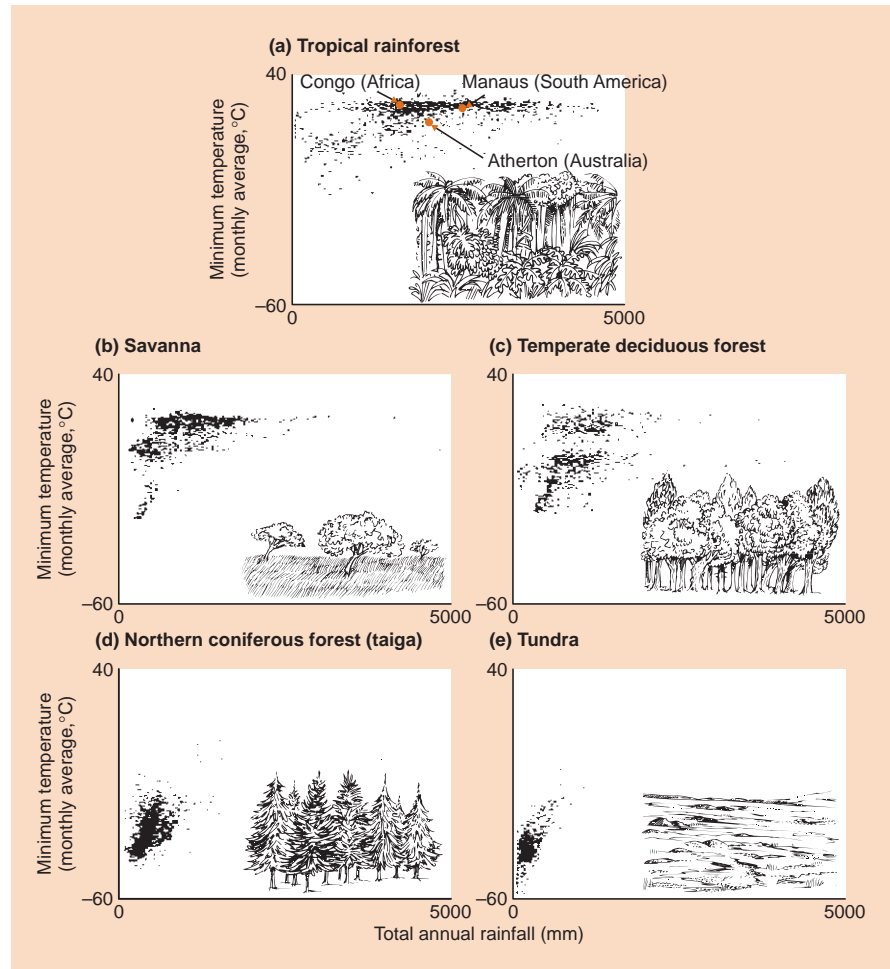 (a) Tropical rainforest
40
Congo (Africa)
Manaus (South America)
Atherton (Australia)
Minimum temperature
(monthly average,°C)
–60
0
5000
(b) Savanna
40
Minimum temperature
(monthly average,°C)
–60
0
5000
(c) Temperate deciduous forest
40
–60
0
5000
(d) Northern coniferous forest (taiga)
40
Minimum temperature
(monthly average,°C)
–60
0
5000
(e) Tundra
40
–60
0
5000
Total annual rainfall (mm)